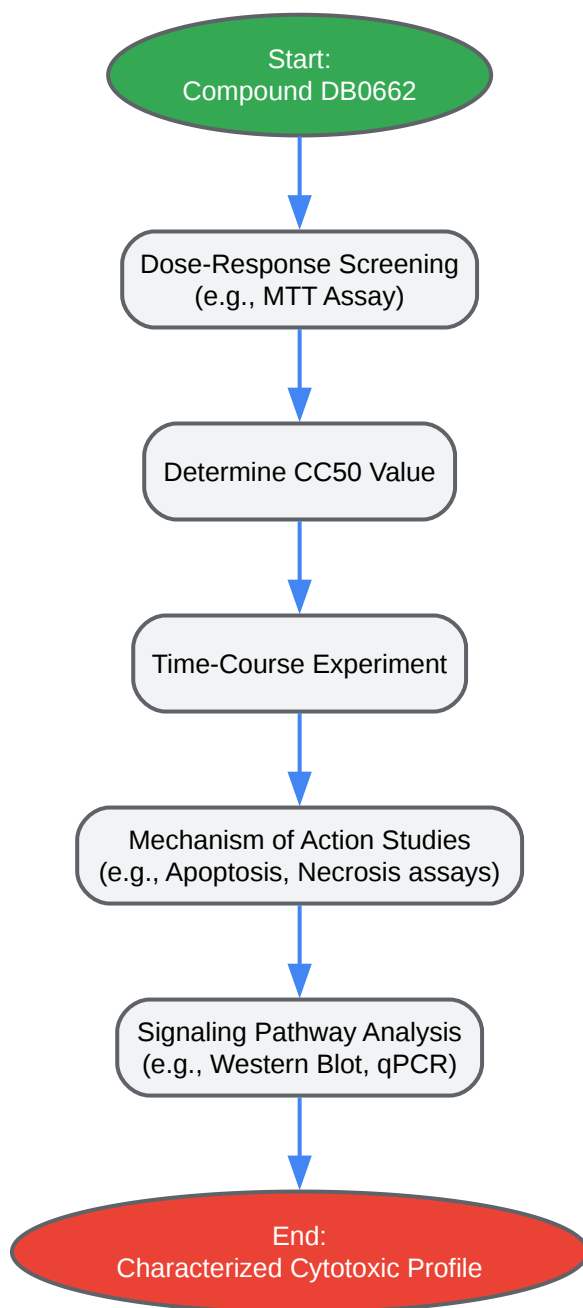 Start:
Compound DB0662
Dose-Response Screening
(e.g., MTT Assay)
Determine CC50 Value
Time-Course Experiment
Mechanism of Action Studies
(e.g., Apoptosis, Necrosis assays)
Signaling Pathway Analysis
(e.g., Western Blot, qPCR)
End:
Characterized Cytotoxic Profile